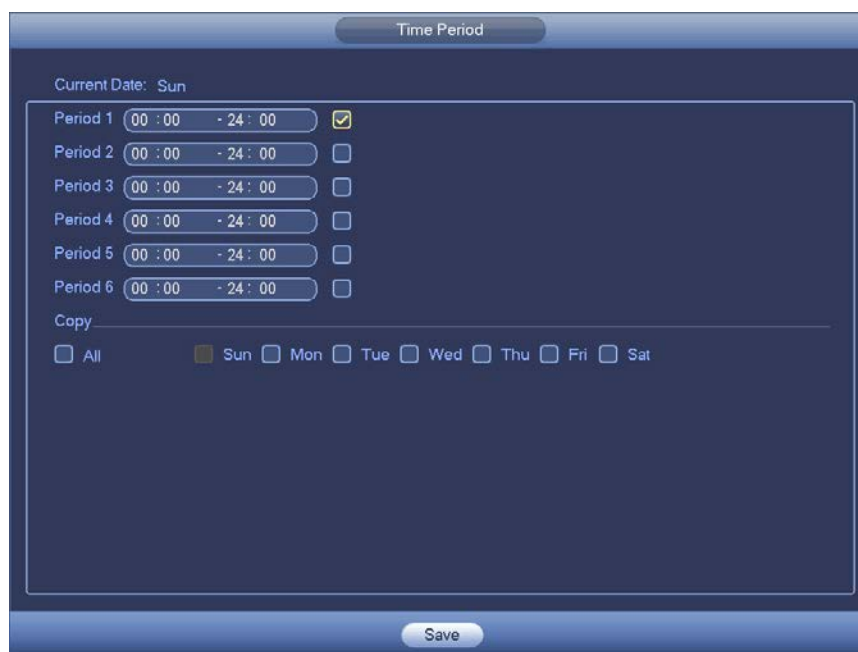 Time Period
Current Date: Sun
Period 1 00 :00 - 24 : 00
Period 2 00 :00 - 24 : 00
Period 3 00 :00 - 24 : 00
Period 4 00 :00 - 24 : 00
Period 5 00 :00 - 24 : 00
Period 6 00 :00 - 24 : 00
Copy
All Sun Mon Tue Wed Thu Fri Sat
Save